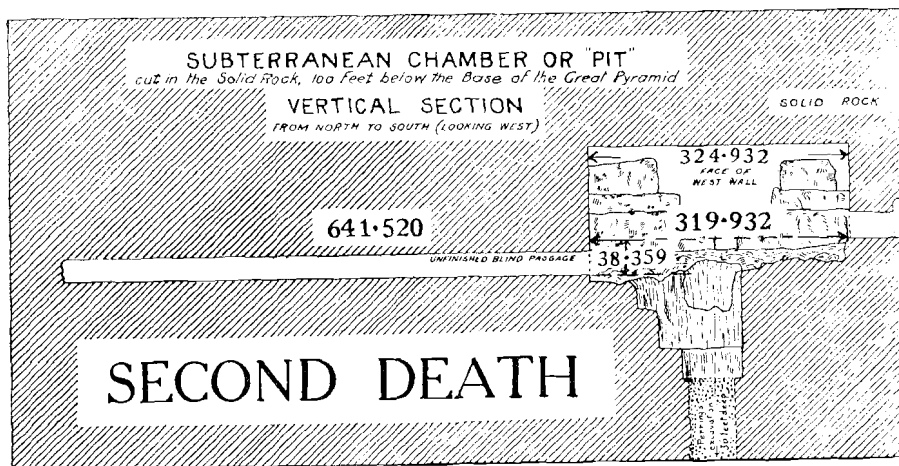 SUBTERRANEAN CHAMBER OR "PIT"
cut in the Solid Rock, 100 Feet below the Base of the Great Pyramid
VERTICAL SECTION
FROM NORTH TO SOUTH (LOOKING WEST)
SOLID ROCK
324·932
FACE OF
WEST WALL
641·520
319·932
UNFINISHED BLIND PASSAGE
38·359
SECOND DEATH
Perring's
excavation